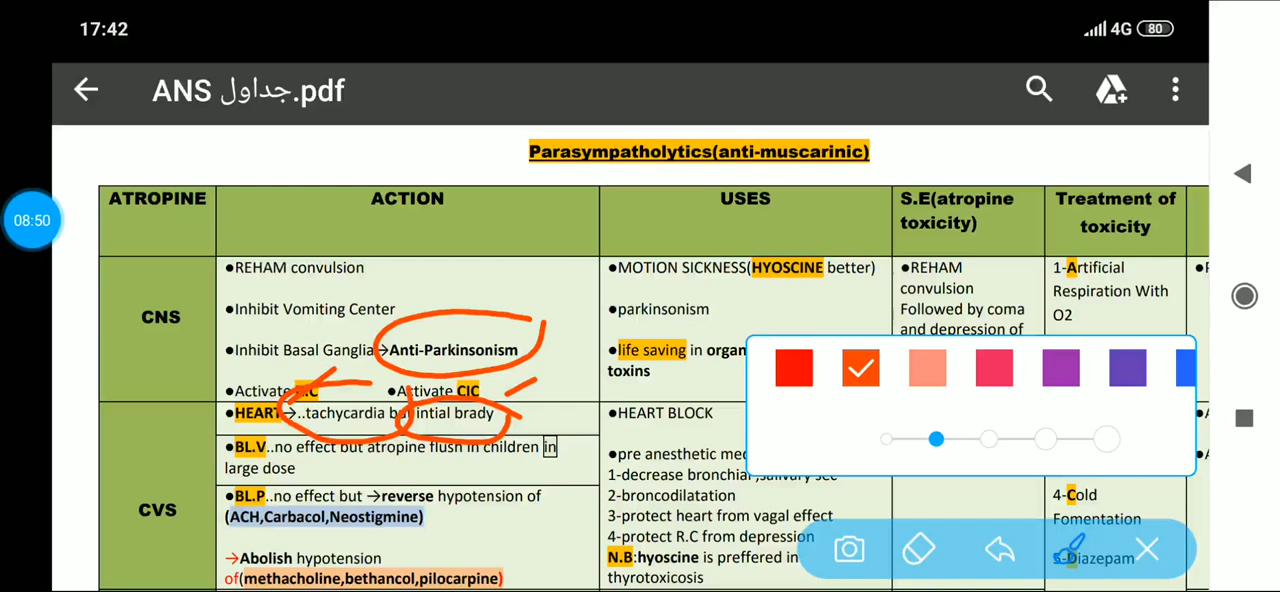 17:42
4G 80
ANS جداول.pdf
08:50
Parasympatholytics(anti-muscarinic)
ATROPINE
ACTION
USES
S.E(atropine
toxicity)
Treatment of
toxicity
CNS
●REHAM convulsion
●Inhibit Vomiting Center
●Inhibit Basal Ganglia→Anti-Parkinsonism
●Activate ●Activate CIC
●MOTION SICKNESS(HYOSCINE better)
●parkinsonism
●life saving in
toxins
●REHAM
convulsion
Followed by coma
and depression of
1-Artificial
Respiration With
O2
CVS
●HEART→..tachycardia but intial brady
●BL.V..no effect but atropine flush in children in
large dose
●BL.P..no effect but →reverse hypotension of
(ACH,Carbacol,Neostigmine)
→Abolish hypotension
of(methacholine,bethancol,pilocarpine)
●HEART BLOCK
●pre anesthetic
1-decrease bronchial ,salivary sec
2-broncodilatation
3-protect heart from vagal effect
4-protect R.C from depression
N.B:hyoscine is preffered in
thyrotoxicosis
4-Cold
Fomentation
5-Diazepam